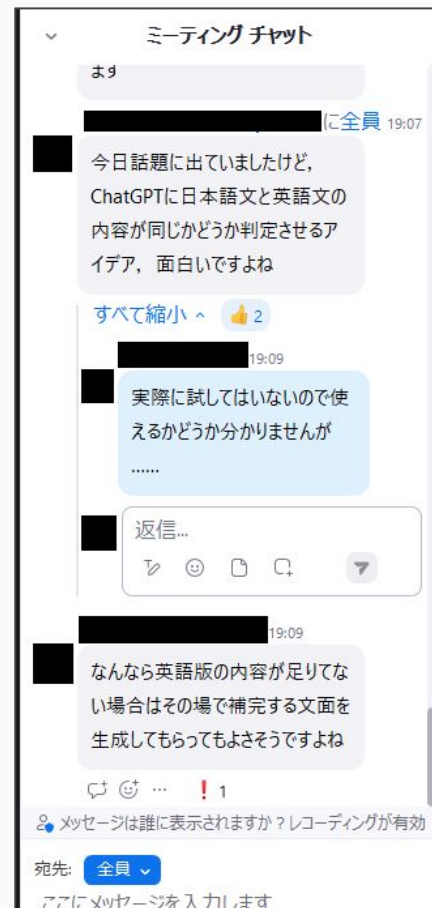 ミーティング チャット
ます
に全員 19:07
今日話題に出ていましたけど，
ChatGPTに日本語文と英語文の
内容が同じかどうか判定させるア
イデア，面白いですよね
すべて縮小 👍 2
19:09
実際に試してはいないので使
えるかどうか分かりませんが
……
返信...
19:09
なんなら英語版の内容が足りてな
い場合はその場で補完する文面を
生成してもらってもよさそうですよね
... ❗ 1
メッセージは誰に表示されますか？レコーディングが有効
宛先: 全員
ここにメッセージを入力します